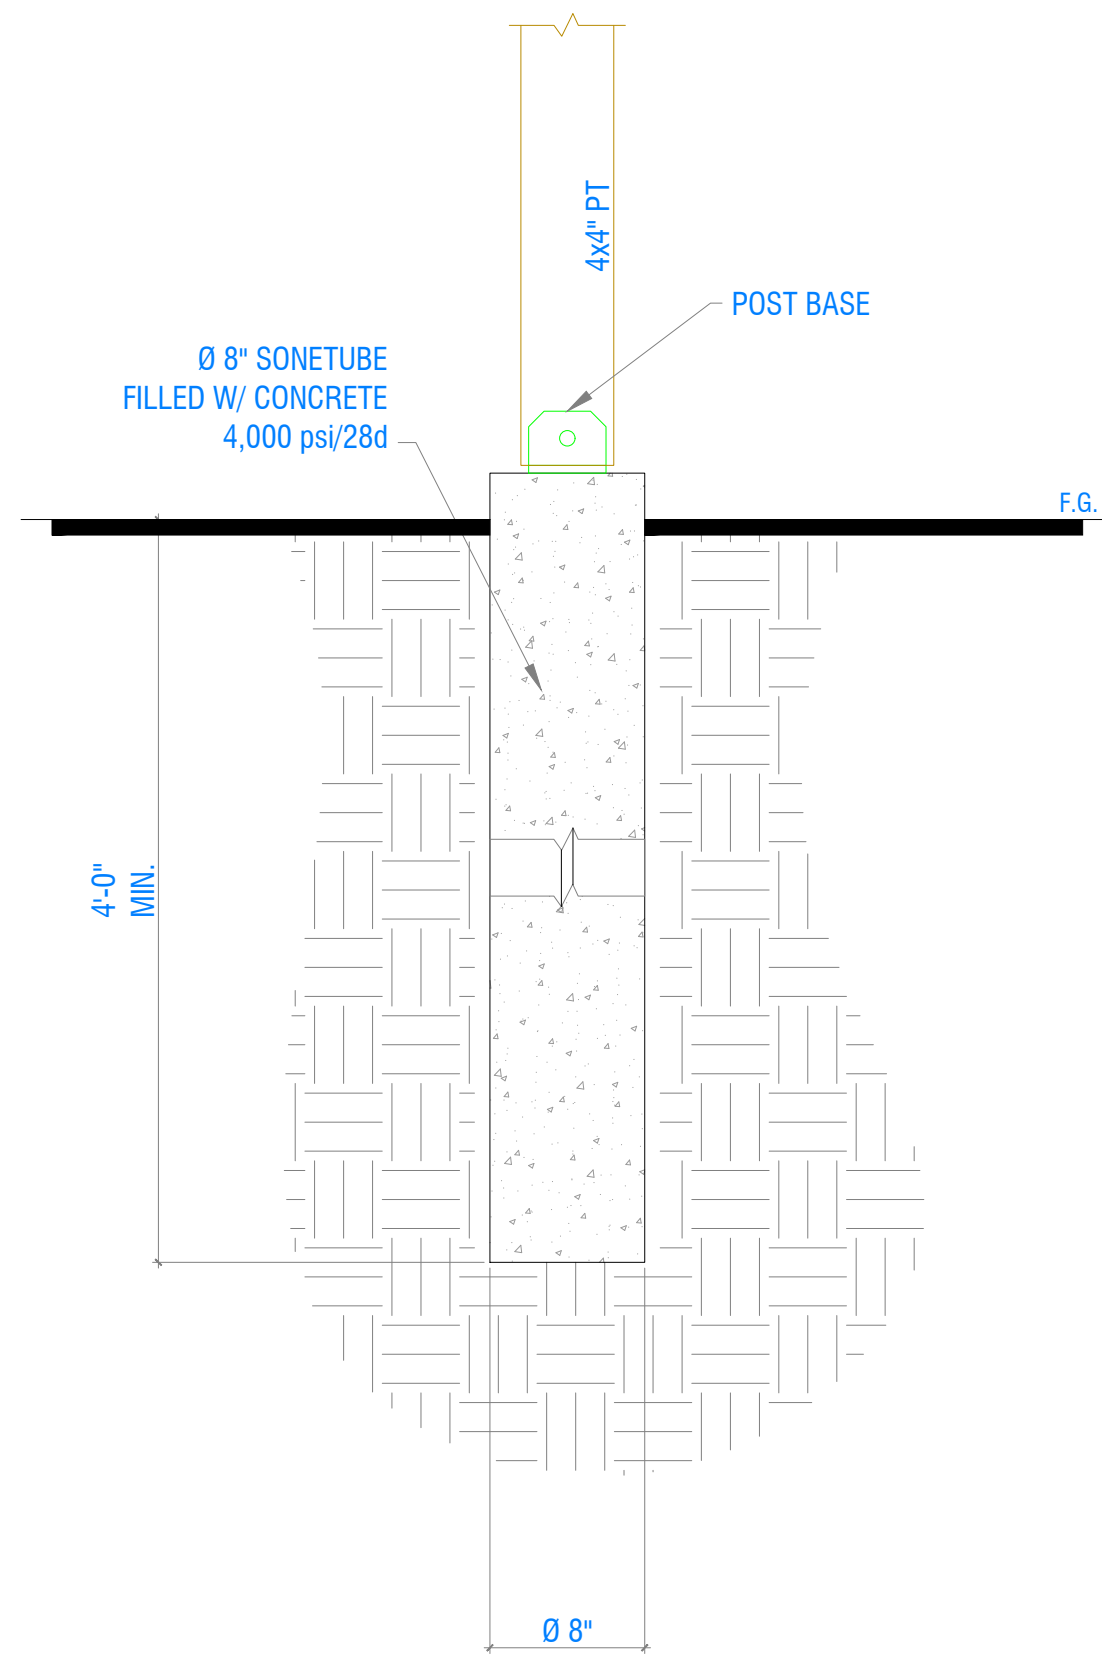 4x4" PT
POST BASE
Ø 8" SONETUBE
FILLED W/ CONCRETE
4,000 psi/28d
F.G.
4'-0"
MIN.
Ø 8"